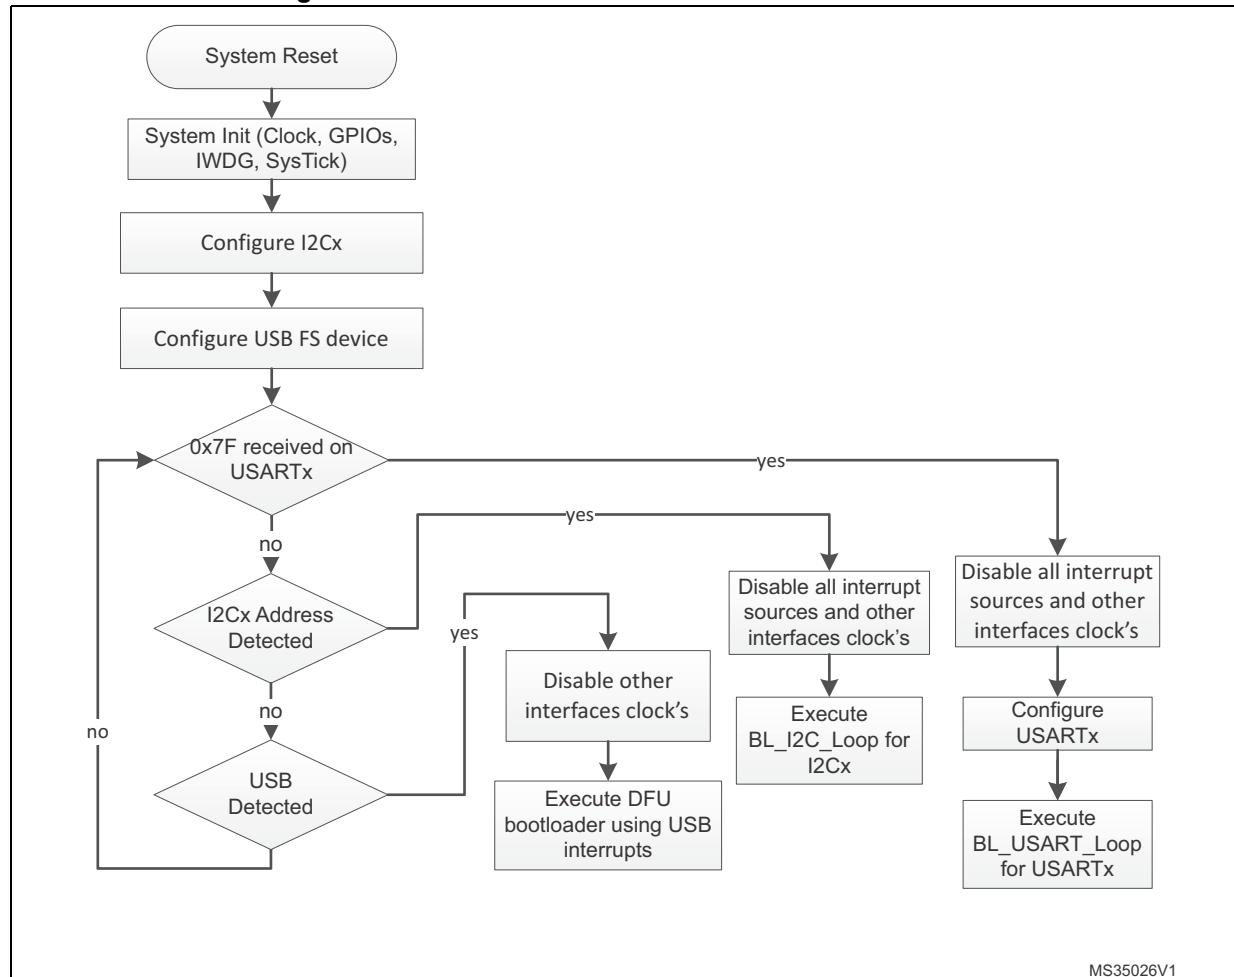 System Reset
System Init (Clock, GPIOs,
IWDG, SysTick)
Configure I2Cx
Configure USB FS device
0x7F received on
USARTx
yes
no
yes
I2Cx Address
Detected
yes
Disable all interrupt
sources and other
interfaces clock's
Disable all interrupt
sources and other
interfaces clock's
no
no
Disable other
interfaces clock's
Execute
BL_I2C_Loop for
I2Cx
Configure
USARTx
USB
Detected
Execute DFU
bootloader using USB
interrupts
Execute
BL_USART_Loop
for USARTx
MS35026V1